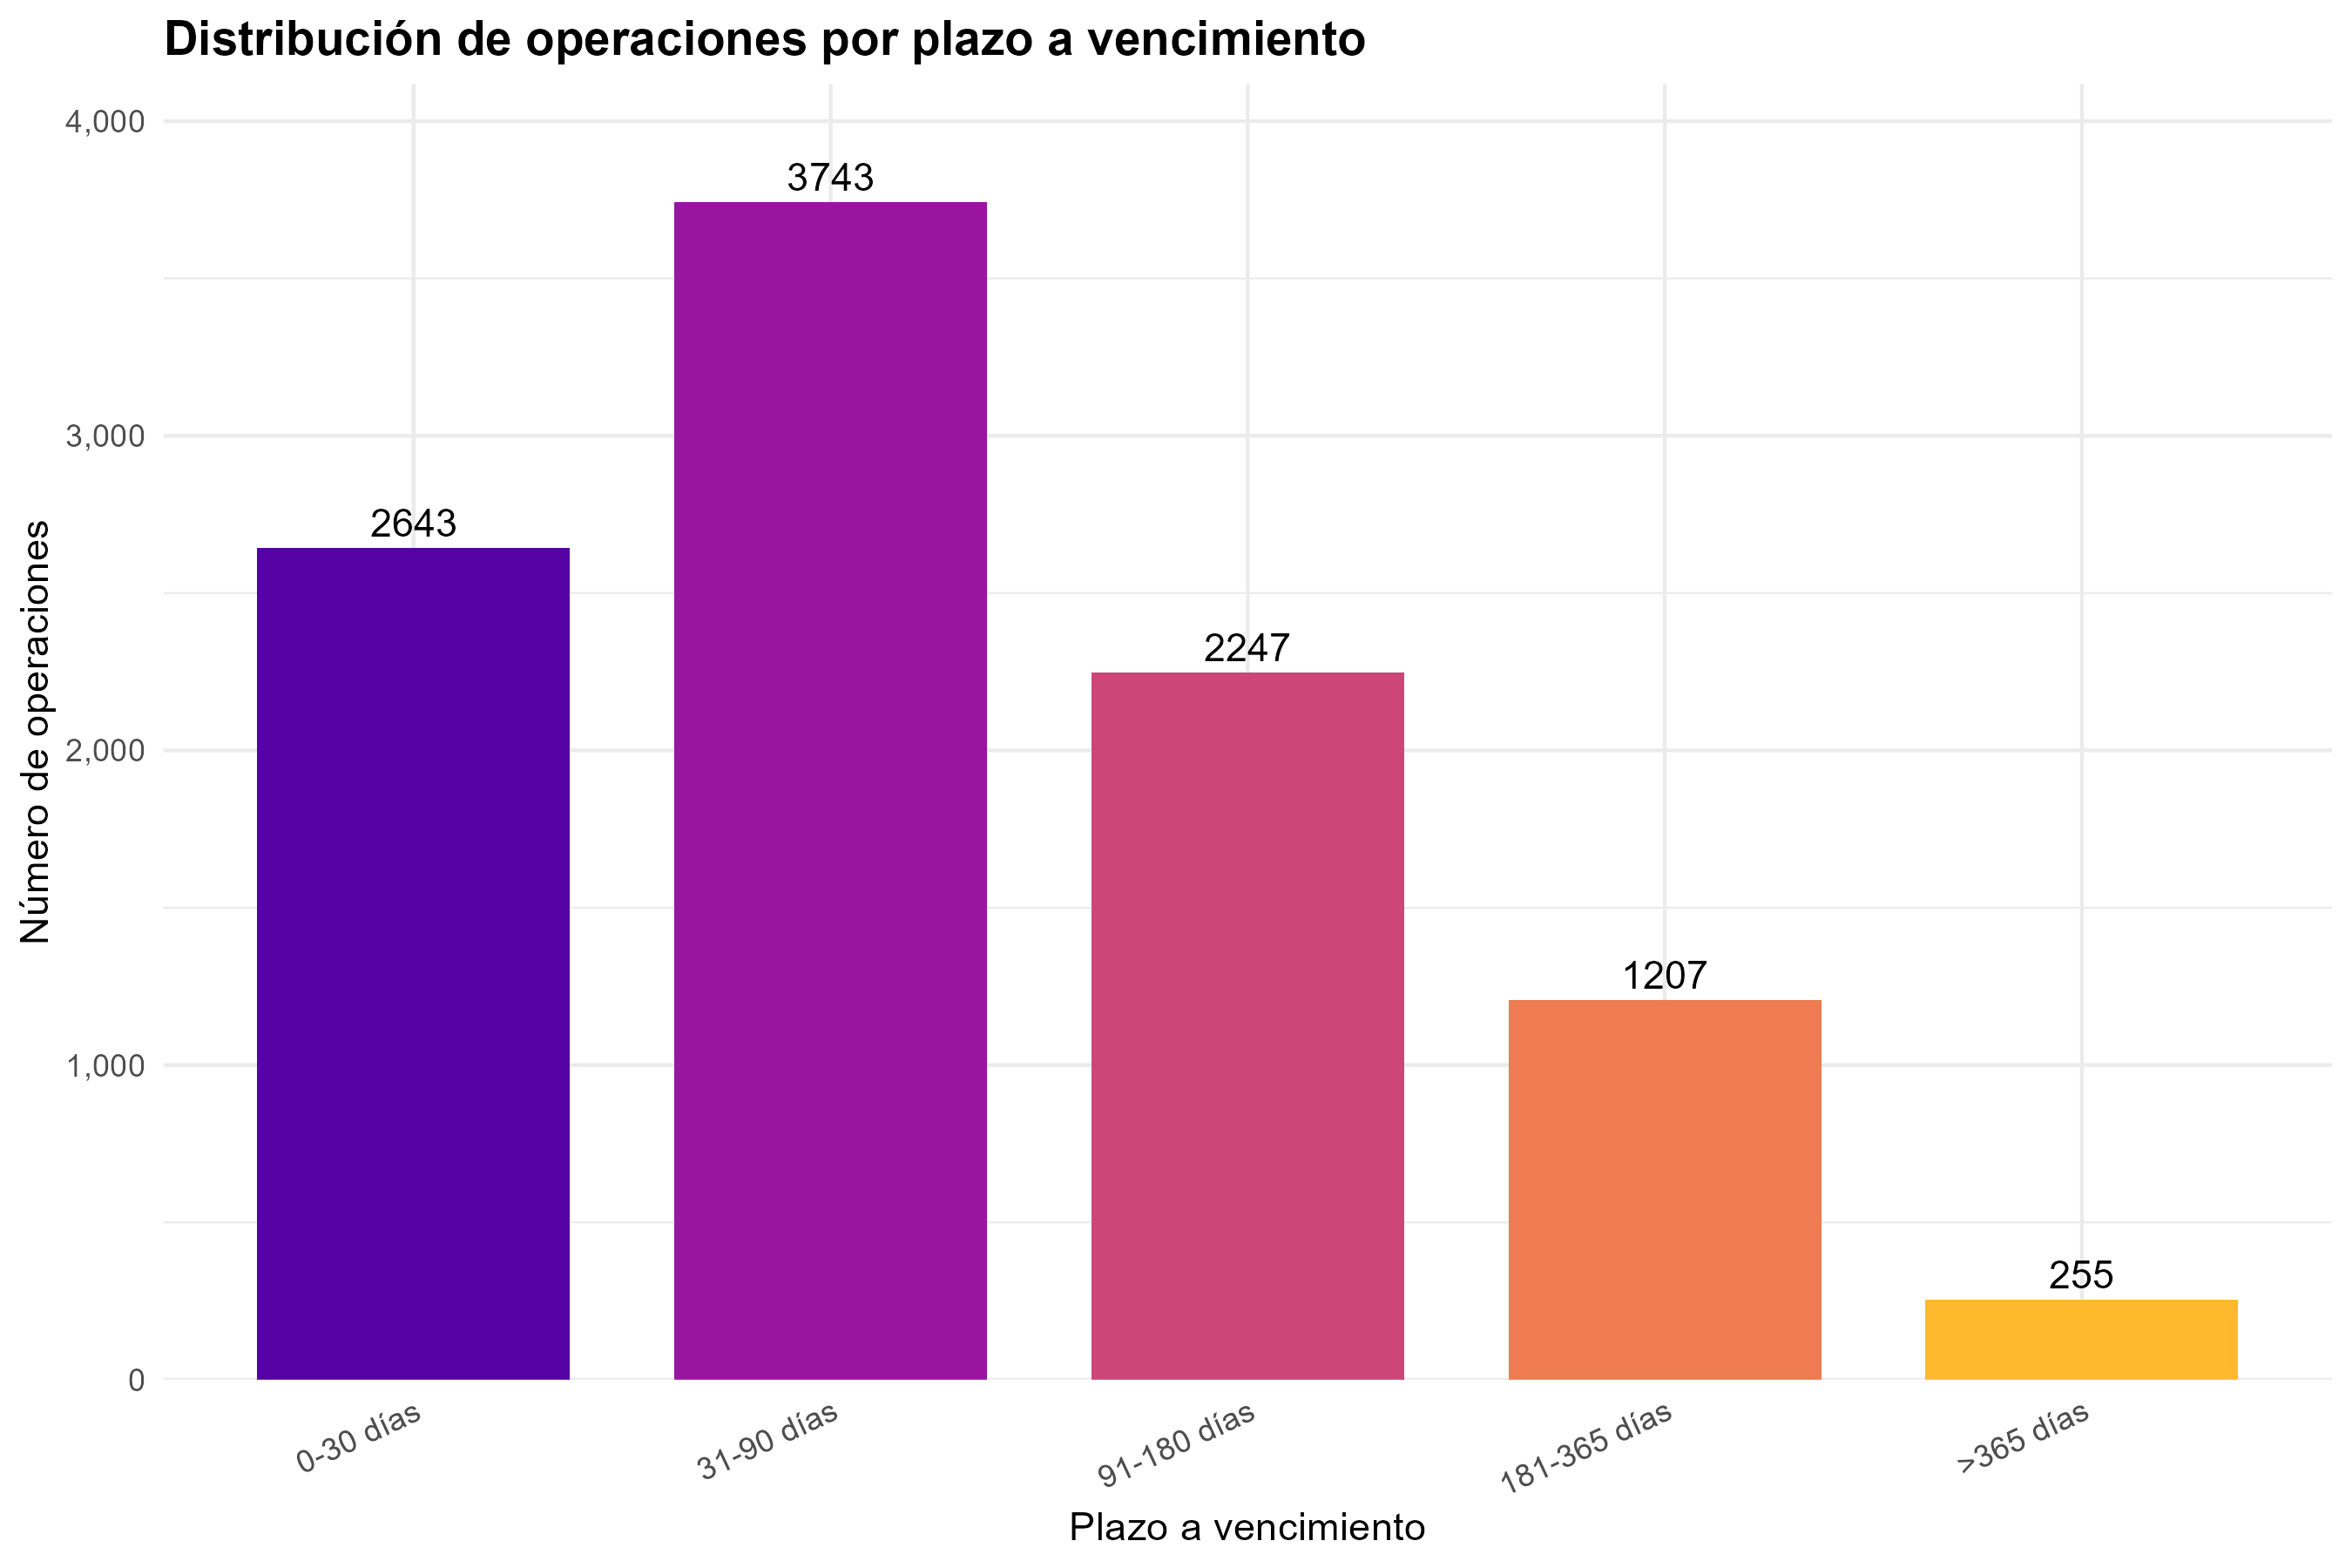 Distribución de operaciones por plazo a vencimiento
4,000
3,000
2,000
1,000
0
Número de operaciones
2643
3743
2247
1207
255
0-30 días
31-90 días
91-180 días
181-365 días
>365 días
Plazo a vencimiento